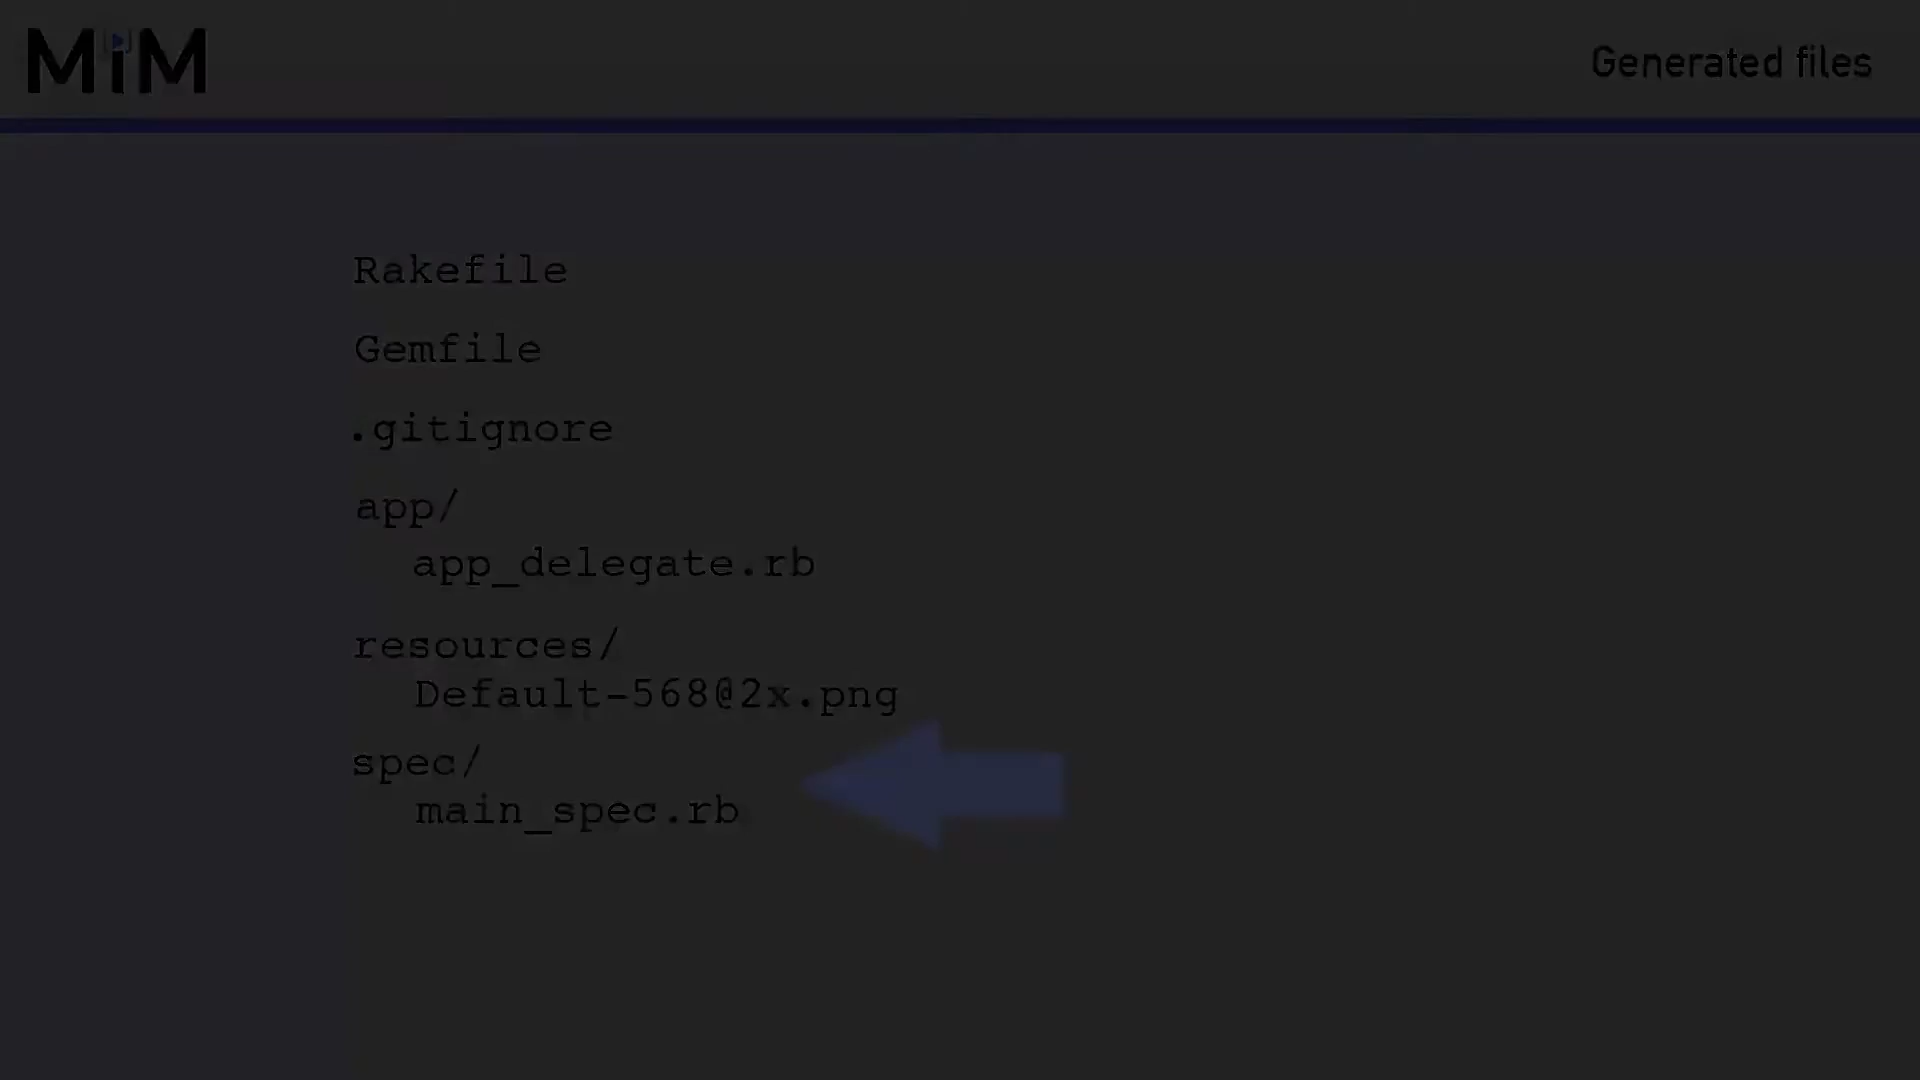 MiM
Generated files
Rakefile
Gemfile
.gitignore
app/
app_delegate.rb
resources/
Default-568@2x.png
spec/
main_spec.rb